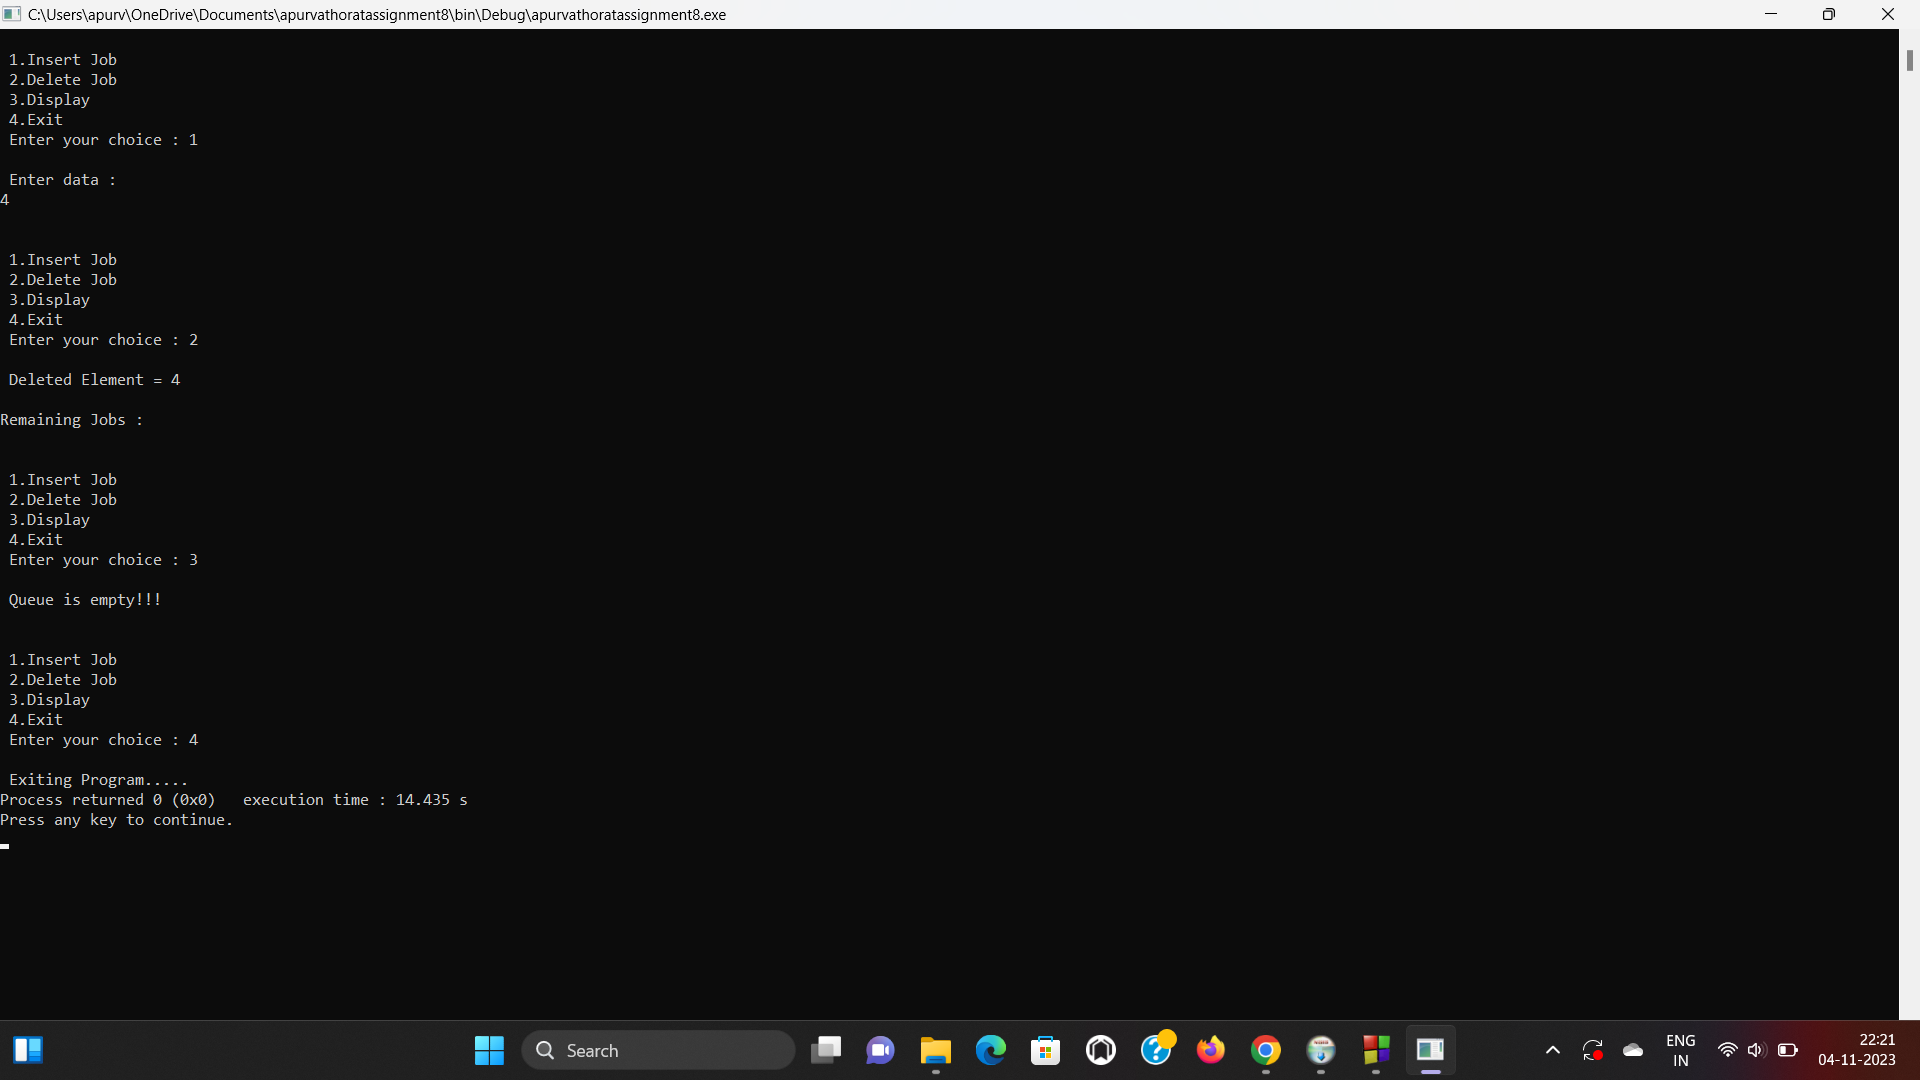 C:\Users\apurv\OneDrive\Documents\apurvathoratassignment8\bin\Debug\apurvathoratassignment8.exe
1.Insert Job
2.Delete Job
3.Display
4.Exit
Enter your choice : 1
Enter data :
4
1.Insert Job
2.Delete Job
3.Display
4.Exit
Enter your choice : 2
Deleted Element = 4
Remaining Jobs :
1.Insert Job
2.Delete Job
3.Display
4.Exit
Enter your choice : 3
Queue is empty!!!
1.Insert Job
2.Delete Job
3.Display
4.Exit
Enter your choice : 4
Exiting Program.....
Process returned 0 (0x0)   execution time : 14.435 s
Press any key to continue.
Search
ENG
IN
22:21
04-11-2023